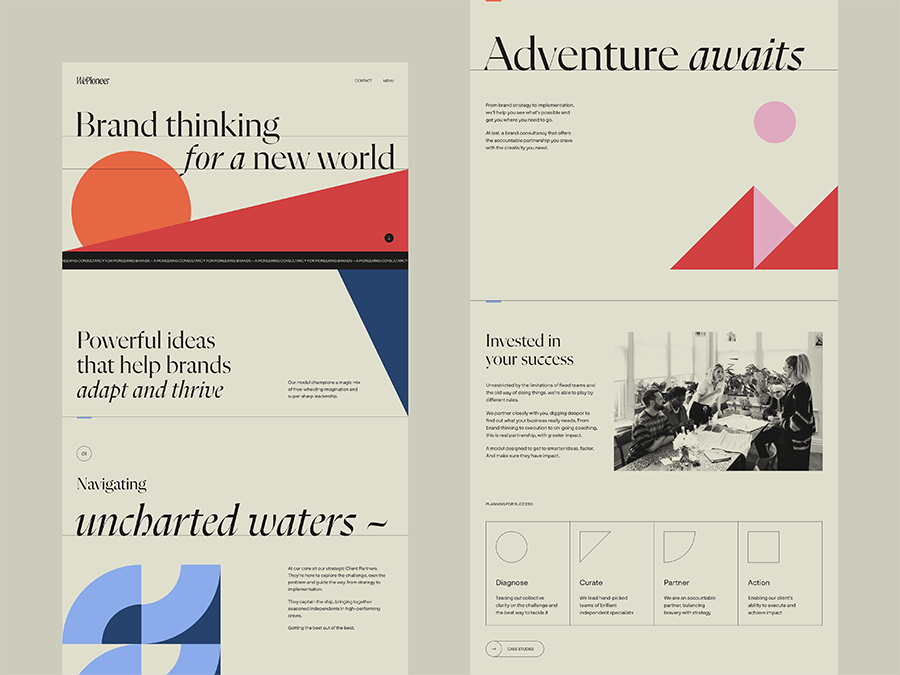 WePioneer
CONTACT
MENU
Brand thinking
for a new world
PIONEERING CONSULTANCY FOR PIONEERING BRANDS – A PIONEERING CONSULTANCY FOR PIONEERING BRANDS – A PIONEERING CONSULTANCY FOR PIONEERING BRANDS – A PIONEERING CONSULTANCY
Powerful ideas
that help brands
adapt and thrive
Our model champions a magic mix
of free-wheeling imagination and
super sharp leadership.
01
Navigating
uncharted waters ~
At our core sit our strategic Client Partners.
They're here to explore the challenge, own the
problem and guide the way, from strategy to
implementation.
They captain the ship, bringing together
seasoned independents in high-performing
crews.
Getting the best out of the best.
Adventure awaits
From brand strategy to implementation,
we'll help you see what's possible and
get you where you need to go.
At last, a brand consultancy that offers
the accountable partnership you crave
with the creativity you need.
Invested in
your success
Unrestricted by the limitations of fixed teams and
the old way of doing things, we're able to play by
different rules.
We partner closely with you, digging deeper to
find out what your business really needs. From
brand thinking to execution to on-going coaching,
this is real partnership, with greater impact.
A model designed to get to smarter ideas, faster.
And make sure they have impact.
PLANNING FOR SUCCESS
Diagnose
Teasing out collective
clarity on the challenge and
the best way to tackle it
Curate
We lead hand-picked
teams of brilliant
independent specialists
Partner
We are an accountable
partner, balancing
bravery with strategy
Action
Enabling our client's
ability to execute and
achieve impact
CASE STUDIES